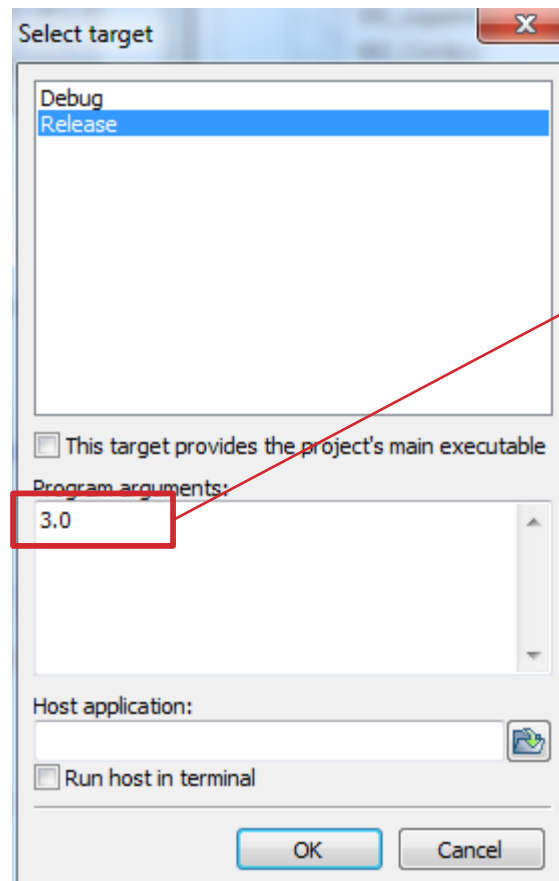 Select target
Debug
Release
This target provides the project's main executable
Program arguments:
3.0
Host application:
Run host in terminal
OK
Cancel